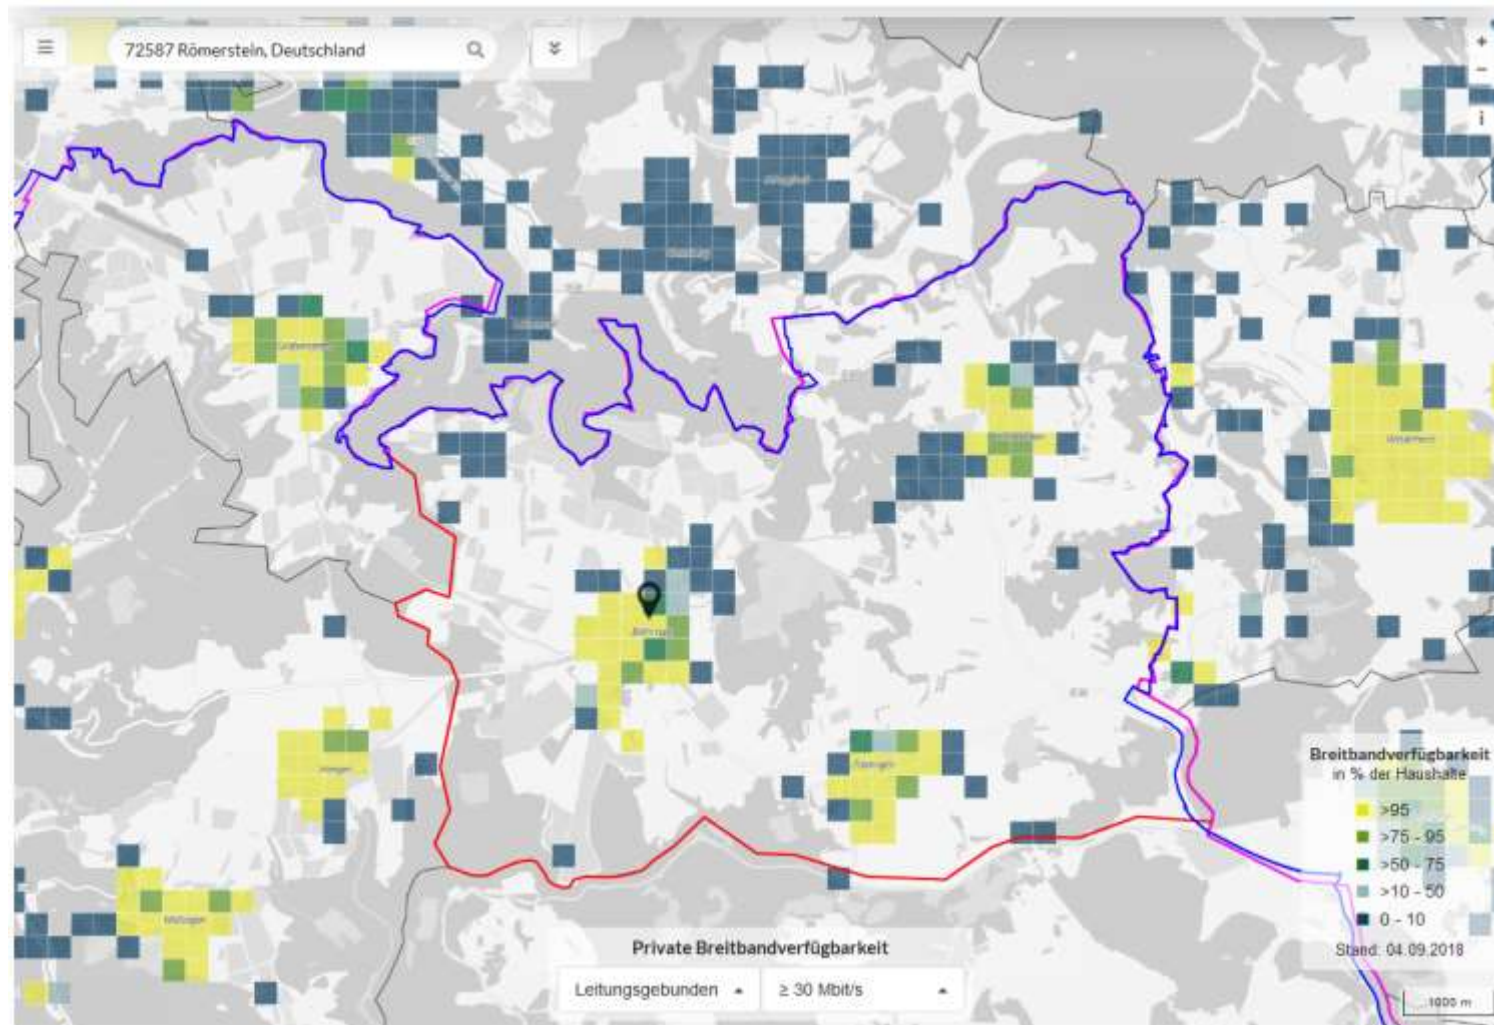 72587 Römerstein, Deutschland
+
−
i
Breitbandverfügbarkeit
in % der Haushalte
>95
>75 - 95
>50 - 75
>10 - 50
0 - 10
Stand: 04.09.2018
Private Breitbandverfügbarkeit
Leitungsgebunden
≥ 30 Mbit/s
1000 m